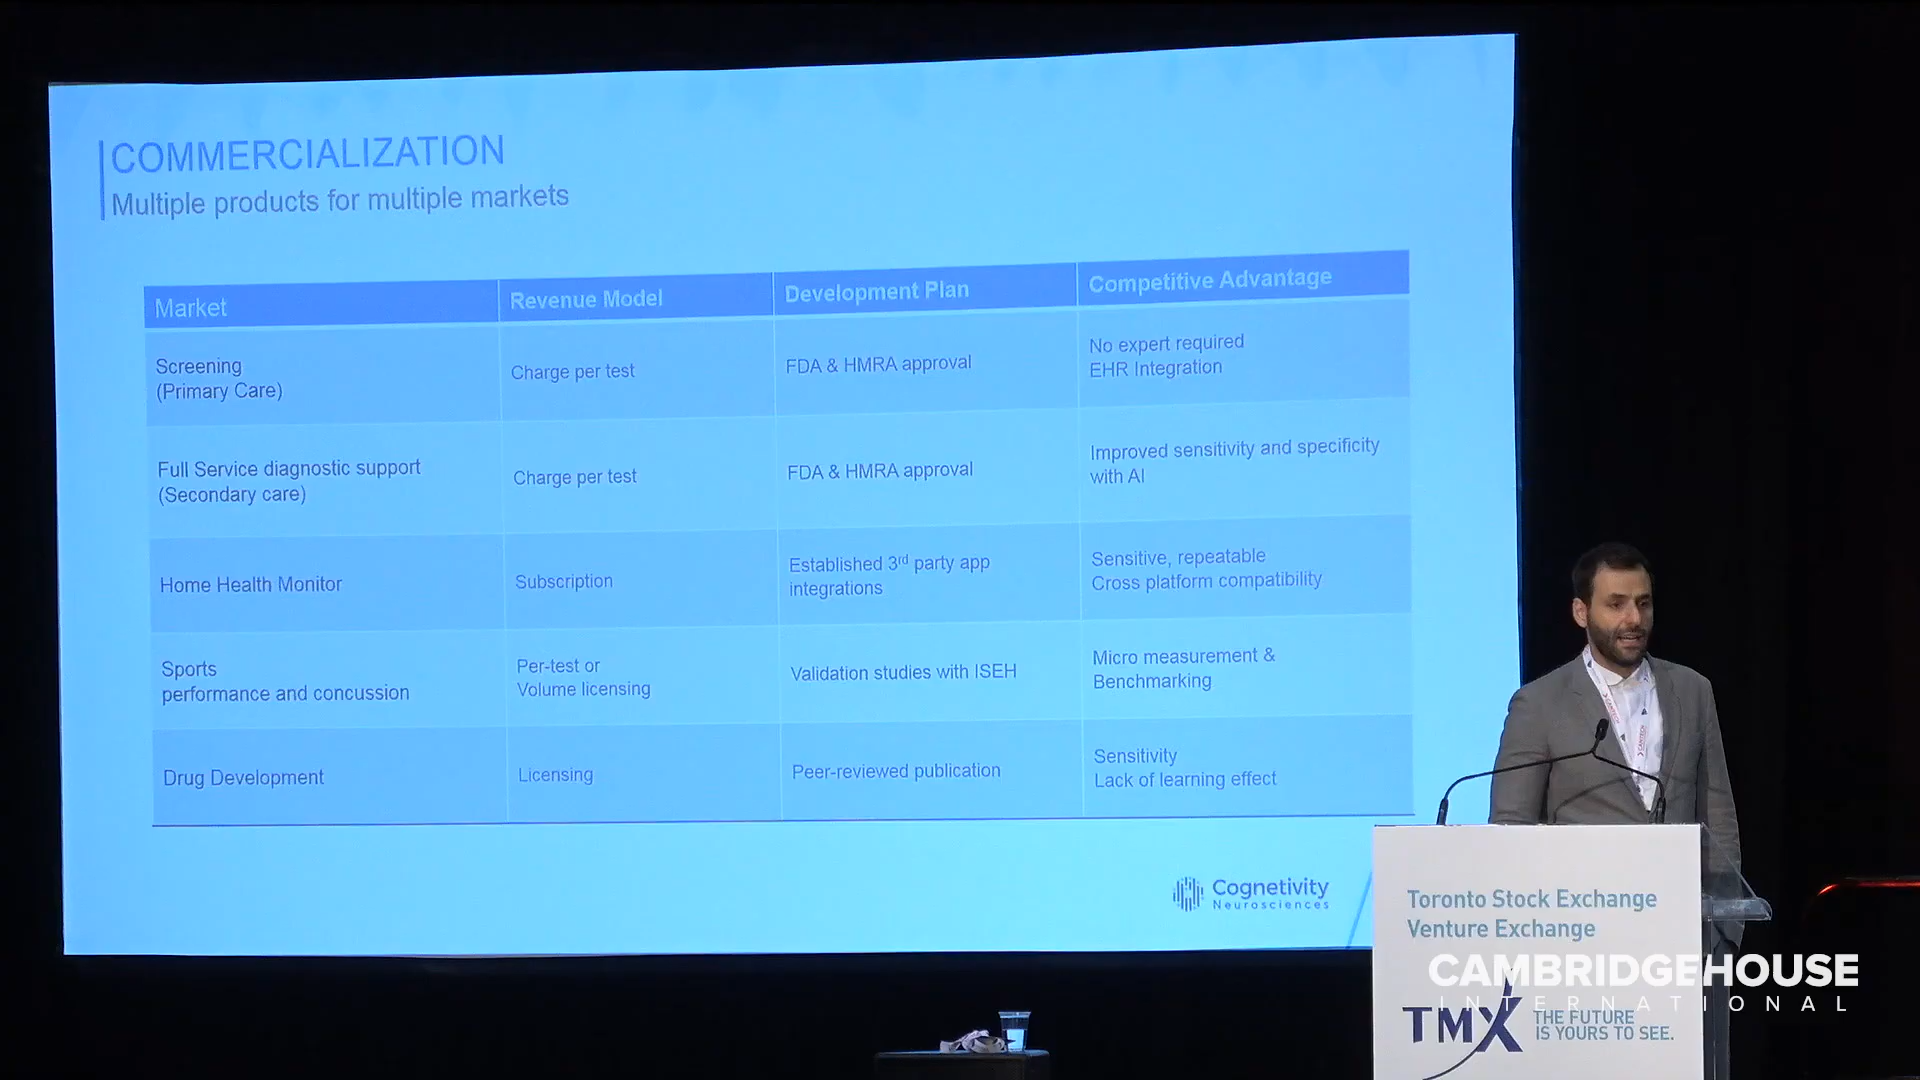 COMMERCIALIZATION
Multiple products for multiple markets
Market
Revenue Model
Development Plan
Competitive Advantage
Screening
(Primary Care)
Charge per test
FDA & HMRA approval
No expert required
EHR Integration
Full Service diagnostic support
(Secondary care)
Charge per test
FDA & HMRA approval
Improved sensitivity and specificity
with AI
Home Health Monitor
Subscription
Established 3rd party app
integrations
Sensitive, repeatable
Cross platform compatibility
Sports
performance and concussion
Per-test or
Volume licensing
Validation studies with ISEH
Micro measurement &
Benchmarking
Drug Development
Licensing
Peer-reviewed publication
Sensitivity
Lack of learning effect
Cognetivity
Neurosciences
CANTECH
Toronto Stock Exchange
Venture Exchange
CAMBRIDGEHOUSE
INTERNATIONAL
TMX
THE FUTURE
IS YOURS TO SEE.